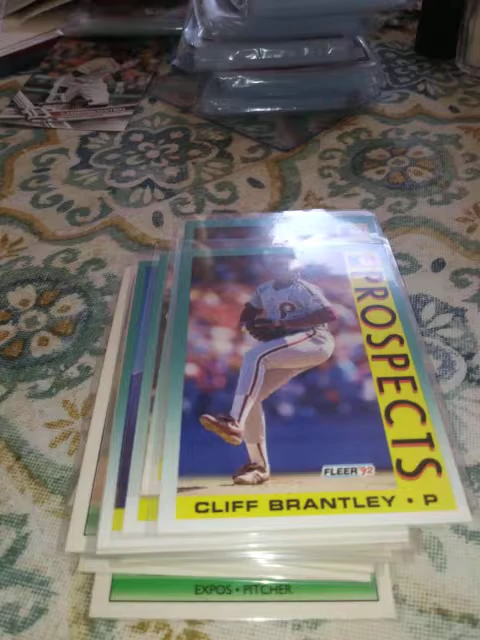 PROSPECTS
FLEER '92
CLIFF BRANTLEY • P
EXPOS • PITCHER